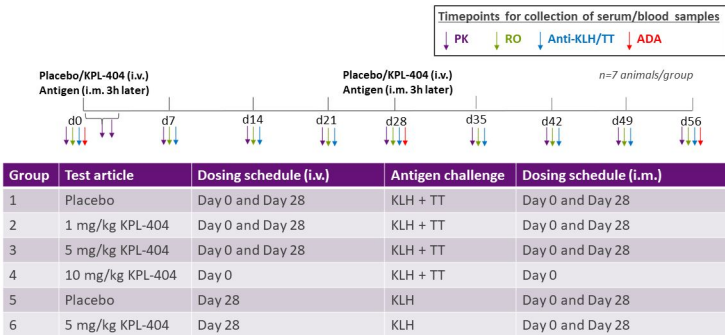 Timepoints for collection of serum/blood samples
PK RO Anti-KLH/TT ADA
Placebo/KPL-404 (i.v.) Placebo/KPL-404 (i.v.)
Antigen (i.m. 3h later) Antigen (i.m. 3h later) n=7 animals/group
d0 d7 d14 d21 d28 d35 d42 d49 d56
Group Test article Dosing schedule (i.v.) Antigen challenge Dosing schedule (i.m.)
1 Placebo Day 0 and Day 28 KLH + TT Day 0 and Day 28
2 1 mg/kg KPL-404 Day 0 and Day 28 KLH + TT Day 0 and Day 28
3 5 mg/kg KPL-404 Day 0 and Day 28 KLH + TT Day 0 and Day 28
4 10 mg/kg KPL-404 Day 0 KLH + TT Day 0
5 Placebo Day 28 KLH Day 0 and Day 28
6 5 mg/kg KPL-404 Day 28 KLH Day 0 and Day 28